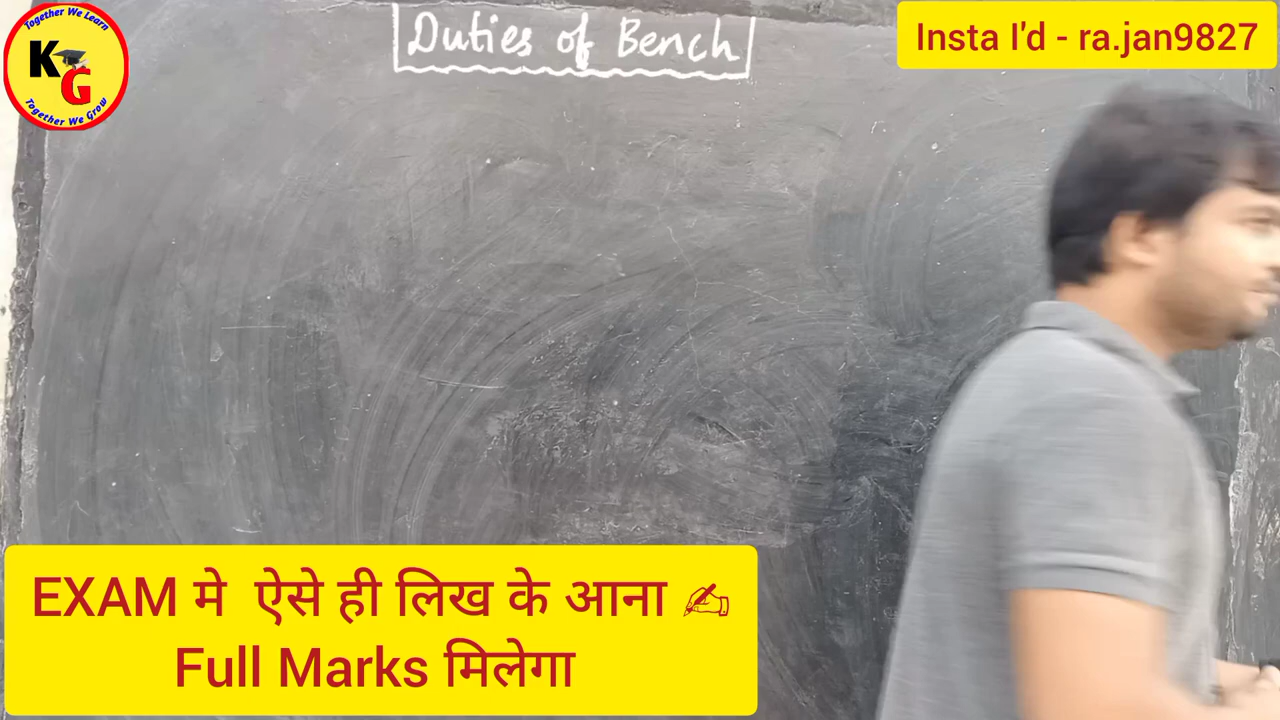 Together We Learn
KG
Together We Grow
Duties of Bench
Insta I'd - ra.jan9827
EXAM मे ऐसे ही लिख के आना ✍
Full Marks मिलेगा